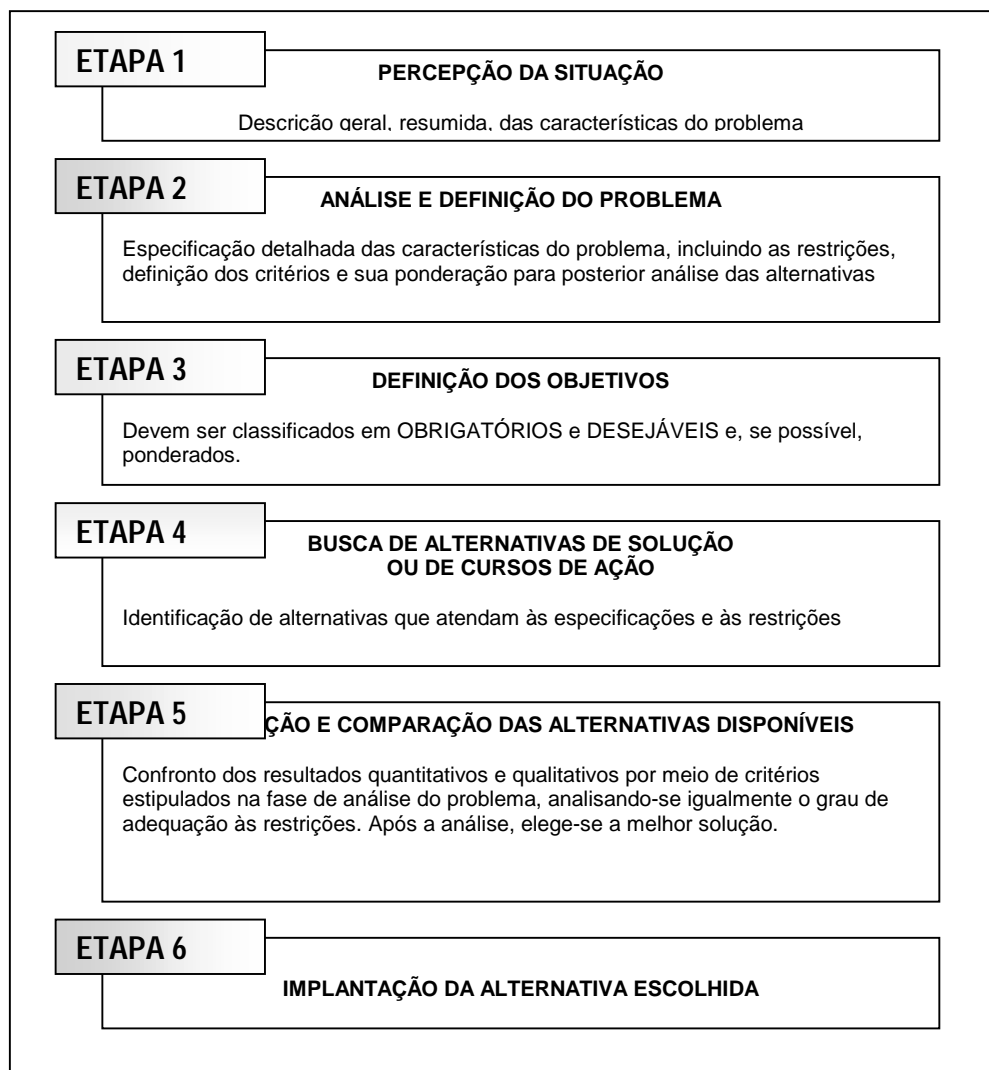 ETAPA 1
PERCEPÇÃO DA SITUAÇÃO
Descrição geral, resumida, das características do problema
ETAPA 2
ANÁLISE E DEFINIÇÃO DO PROBLEMA
Especificação detalhada das características do problema, incluindo as restrições,
definição dos critérios e sua ponderação para posterior análise das alternativas
ETAPA 3
DEFINIÇÃO DOS OBJETIVOS
Devem ser classificados em OBRIGATÓRIOS e DESEJÁVEIS e, se possível,
ponderados.
ETAPA 4
BUSCA DE ALTERNATIVAS DE SOLUÇÃO
OU DE CURSOS DE AÇÃO
Identificação de alternativas que atendam às especificações e às restrições
ETAPA 5
ÇÃO E COMPARAÇÃO DAS ALTERNATIVAS DISPONÍVEIS
Confronto dos resultados quantitativos e qualitativos por meio de critérios
estipulados na fase de análise do problema, analisando-se igualmente o grau de
adequação às restrições. Após a análise, elege-se a melhor solução.
ETAPA 6
IMPLANTAÇÃO DA ALTERNATIVA ESCOLHIDA